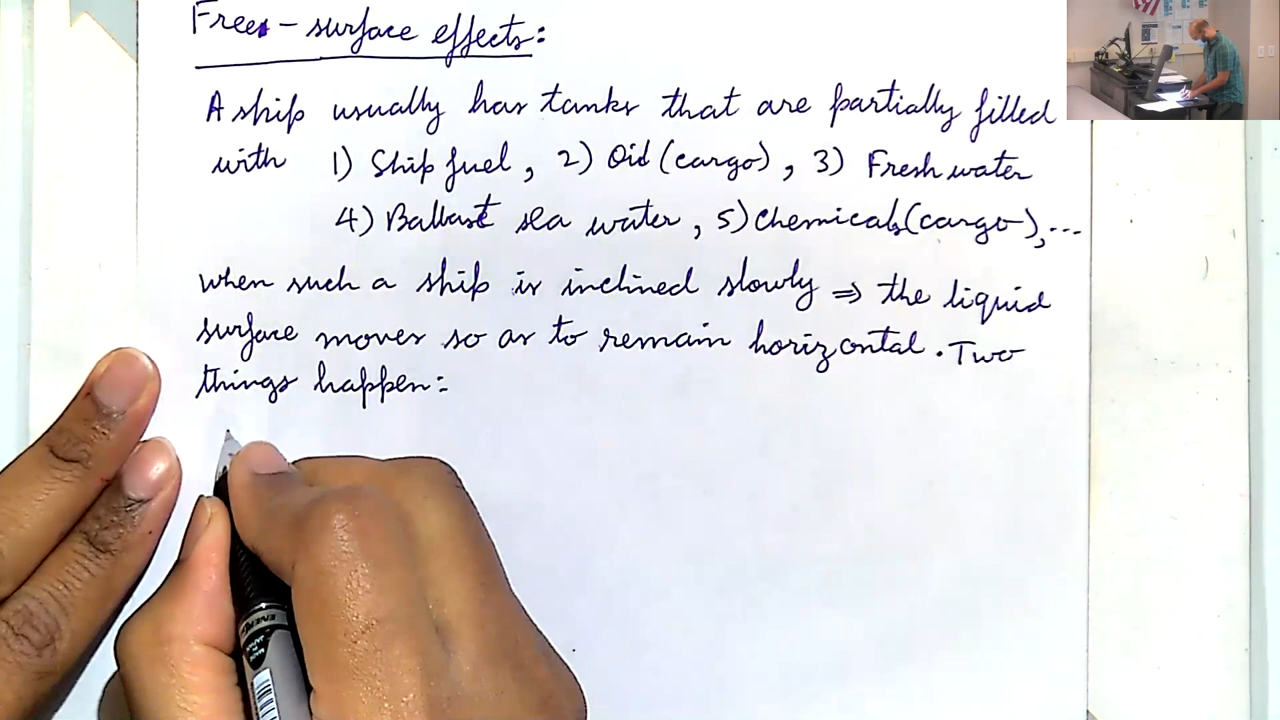 Free-surface effects:
A ship usually has tanks that are partially filled
with 1) Ship fuel, 2) Oil (cargo), 3) Fresh water
4) Ballast sea water, 5) Chemicals (cargo), ...
when such a ship is inclined slowly ⇒ the liquid
surface moves so as to remain horizontal. Two
things happen: